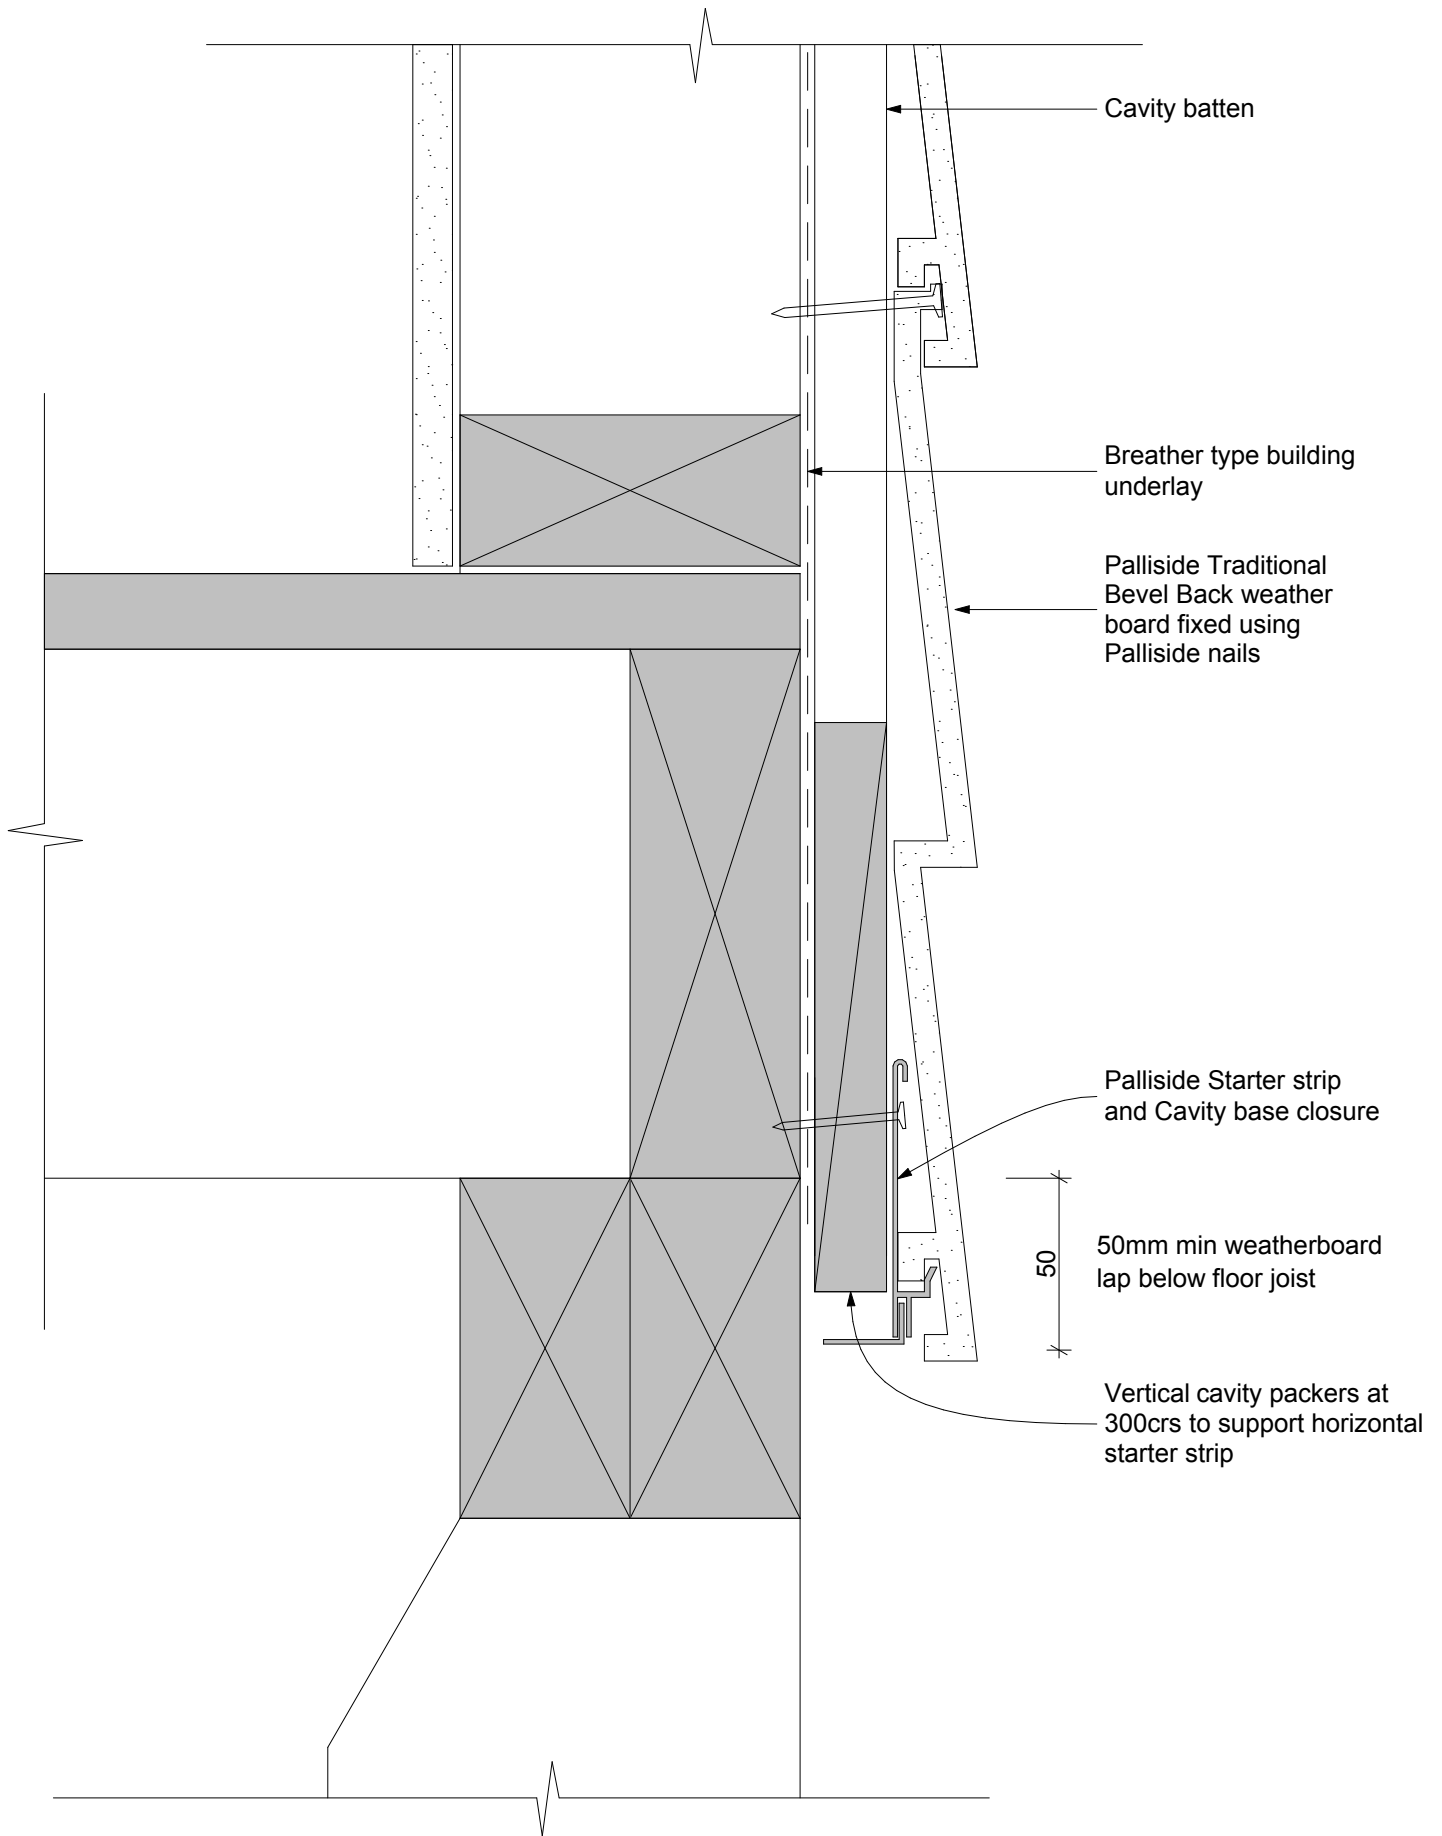 Cavity batten
Breather type building
underlay
Palliside Traditional
Bevel Back weather
board fixed using
Palliside nails
Palliside Starter strip
and Cavity base closure
50
50mm min weatherboard
lap below floor joist
Vertical cavity packers at
300crs to support horizontal
starter strip